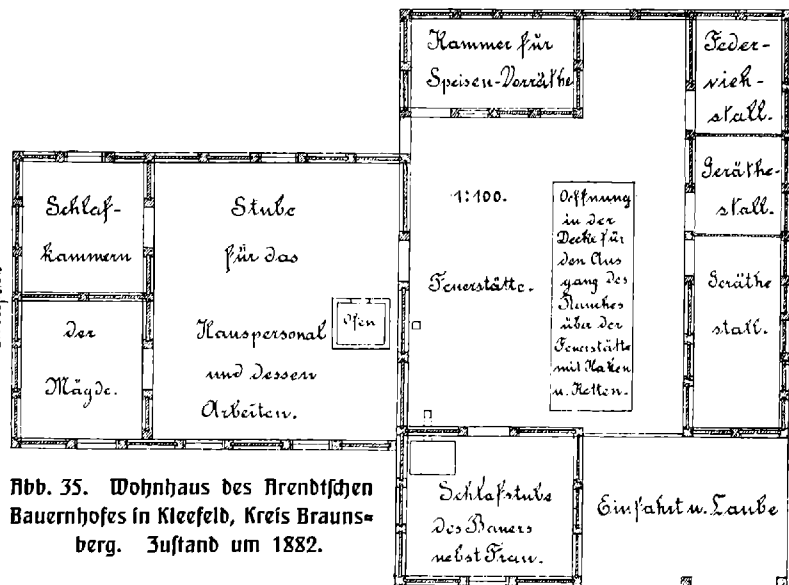 Kammer für
Speisen-Vorräthe
Feder-
vieh-
stall.
Geräthe-
stall.
Geräthe
stall.
1:100.
Feuerstätte.
Oeffnung
in der
Decke für
den Aus
gang des
Rauches
über der
Feuerstätte
mit Haken
u. Ketten.
Schlaf-
kammern
der
Mägde.
Stube
für das
Hauspersonal
und dessen
Arbeiten.
Ofen
Schlafstube
des Bauers
nebst Frau.
Einfahrt u. Laube
Abb. 35. Wohnhaus des Arendtſchen
Bauernhofes in Kleefeld, Kreis Brauns-
berg. Zuſtand um 1882.